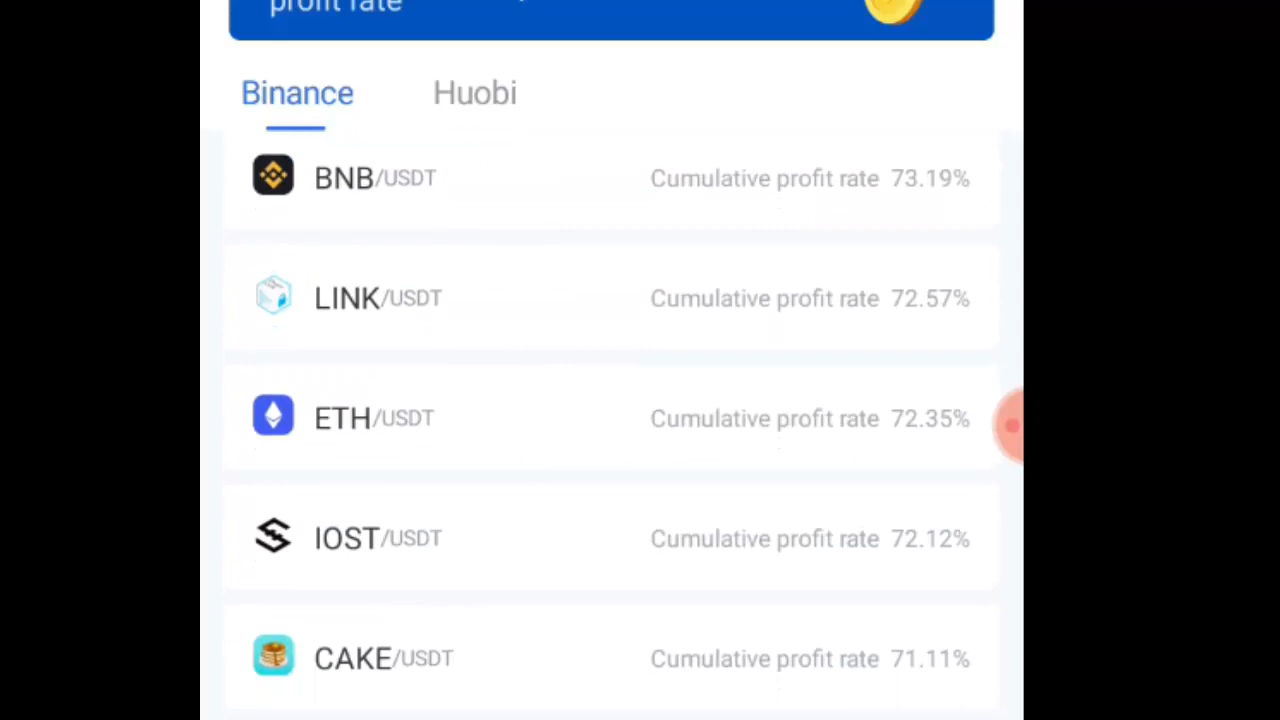 profit rate
Binance Huobi
BNB/USDT Cumulative profit rate 73.19%
LINK/USDT Cumulative profit rate 72.57%
ETH/USDT Cumulative profit rate 72.35%
IOST/USDT Cumulative profit rate 72.12%
CAKE/USDT Cumulative profit rate 71.11%